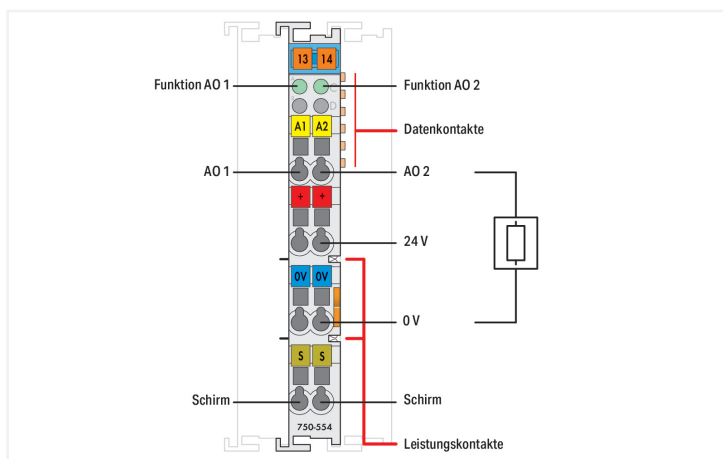 13 14
Funktion AO 1
Funktion AO 2
C
D
Datenkontakte
A1 A2
AO 1
AO 2
+ +
24 V
0V 0V
0 V
S S
Schirm
Schirm
750-554
Leistungskontakte